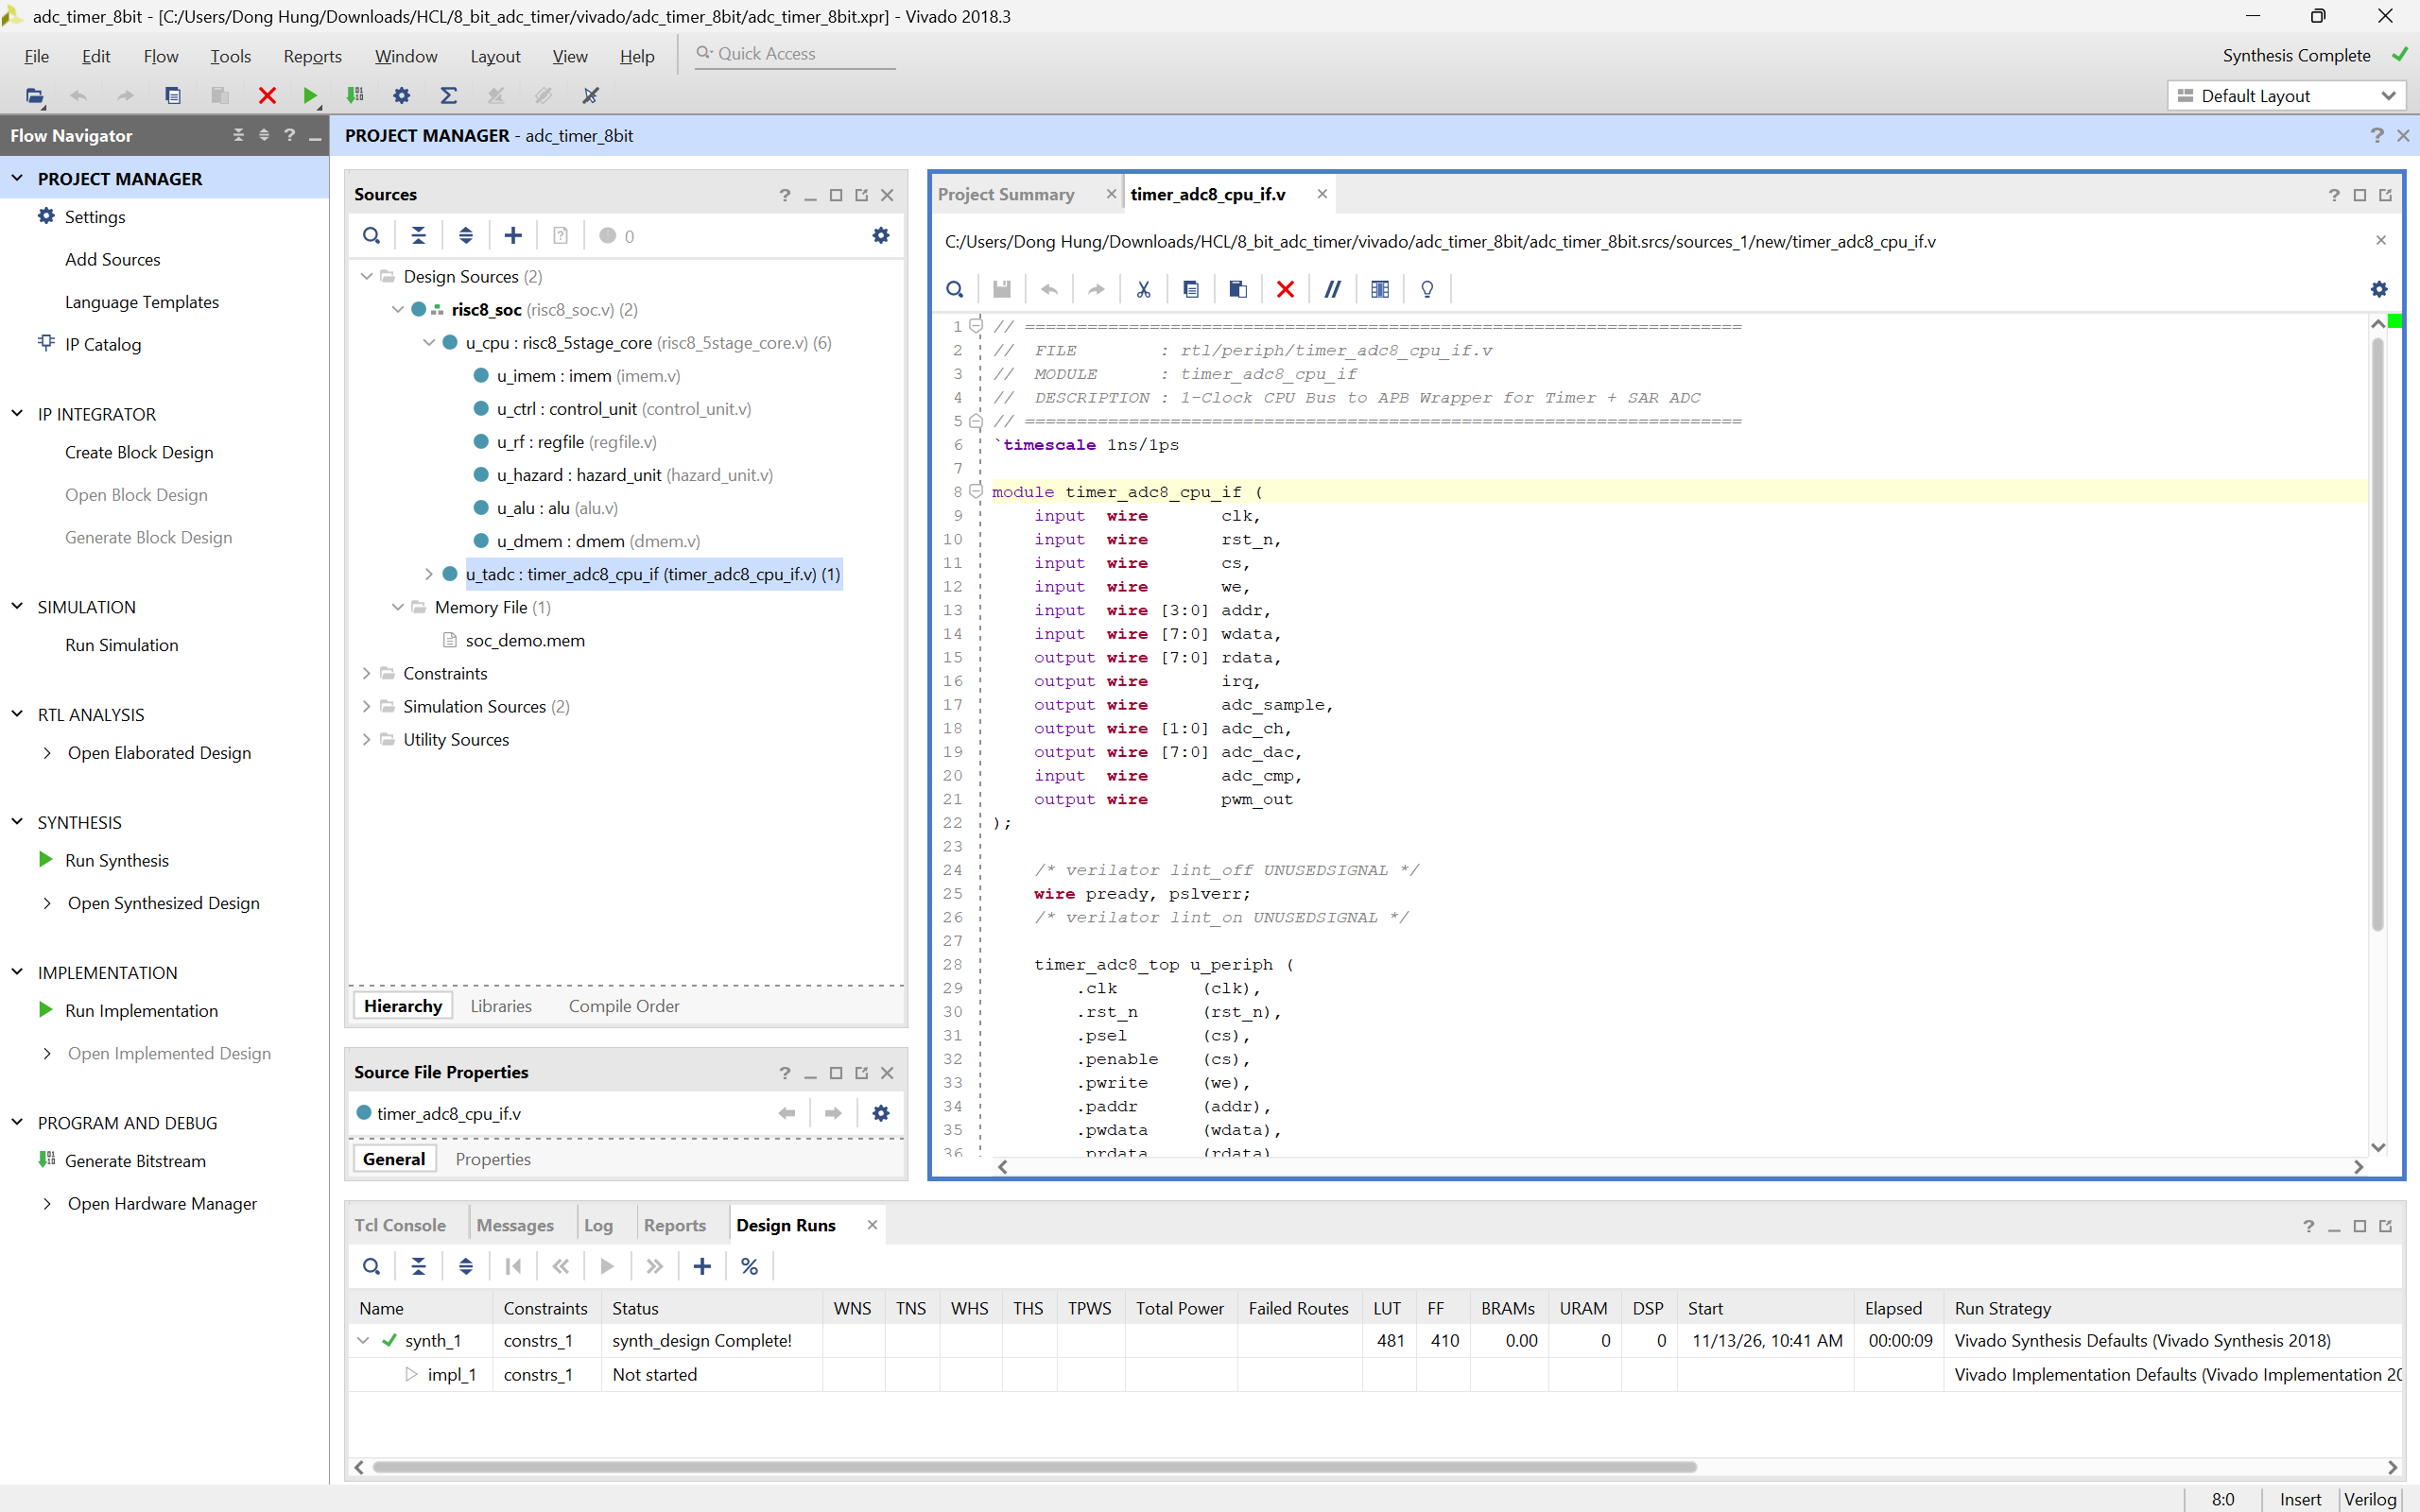 adc_timer_8bit - [C:/Users/Dong Hung/Downloads/HCL/8_bit_adc_timer/vivado/adc_timer_8bit/adc_timer_8bit.xpr] - Vivado 2018.3
File Edit Flow Tools Reports Window Layout View Help Quick Access Synthesis Complete
Default Layout
Flow Navigator
PROJECT MANAGER - adc_timer_8bit
PROJECT MANAGER
Settings
Add Sources
Language Templates
IP Catalog
IP INTEGRATOR
Create Block Design
Open Block Design
Generate Block Design
SIMULATION
Run Simulation
RTL ANALYSIS
Open Elaborated Design
SYNTHESIS
Run Synthesis
Open Synthesized Design
IMPLEMENTATION
Run Implementation
Open Implemented Design
PROGRAM AND DEBUG
Generate Bitstream
Open Hardware Manager
Sources
0
Design Sources (2)
risc8_soc (risc8_soc.v) (2)
u_cpu : risc8_5stage_core (risc8_5stage_core.v) (6)
u_imem : imem (imem.v)
u_ctrl : control_unit (control_unit.v)
u_rf : regfile (regfile.v)
u_hazard : hazard_unit (hazard_unit.v)
u_alu : alu (alu.v)
u_dmem : dmem (dmem.v)
u_tadc : timer_adc8_cpu_if (timer_adc8_cpu_if.v) (1)
Memory File (1)
soc_demo.mem
Constraints
Simulation Sources (2)
Utility Sources
Hierarchy Libraries Compile Order
Source File Properties
timer_adc8_cpu_if.v
General Properties
Project Summary timer_adc8_cpu_if.v
C:/Users/Dong Hung/Downloads/HCL/8_bit_adc_timer/vivado/adc_timer_8bit/adc_timer_8bit.srcs/sources_1/new/timer_adc8_cpu_if.v
1 // =====================================================================
2 // FILE : rtl/periph/timer_adc8_cpu_if.v
3 // MODULE : timer_adc8_cpu_if
4 // DESCRIPTION : 1-Clock CPU Bus to APB Wrapper for Timer + SAR ADC
5 // =====================================================================
6 `timescale 1ns/1ps
7
8 module timer_adc8_cpu_if (
9 input wire clk,
10 input wire rst_n,
11 input wire cs,
12 input wire we,
13 input wire [3:0] addr,
14 input wire [7:0] wdata,
15 output wire [7:0] rdata,
16 output wire irq,
17 output wire adc_sample,
18 output wire [1:0] adc_ch,
19 output wire [7:0] adc_dac,
20 input wire adc_cmp,
21 output wire pwm_out
22 );
23
24 /* verilator lint_off UNUSEDSIGNAL */
25 wire pready, pslverr;
26 /* verilator lint_on UNUSEDSIGNAL */
27
28 timer_adc8_top u_periph (
29 .clk (clk),
30 .rst_n (rst_n),
31 .psel (cs),
32 .penable (cs),
33 .pwrite (we),
34 .paddr (addr),
35 .pwdata (wdata),
36 .prdata (rdata)
Tcl Console Messages Log Reports Design Runs
Name Constraints Status WNS TNS WHS THS TPWS Total Power Failed Routes LUT FF BRAMs URAM DSP Start Elapsed Run Strategy
synth_1 constrs_1 synth_design Complete! 481 410 0.00 0 0 11/13/26, 10:41 AM 00:00:09 Vivado Synthesis Defaults (Vivado Synthesis 2018)
impl_1 constrs_1 Not started Vivado Implementation Defaults (Vivado Implementation 20
8:0 Insert Verilog